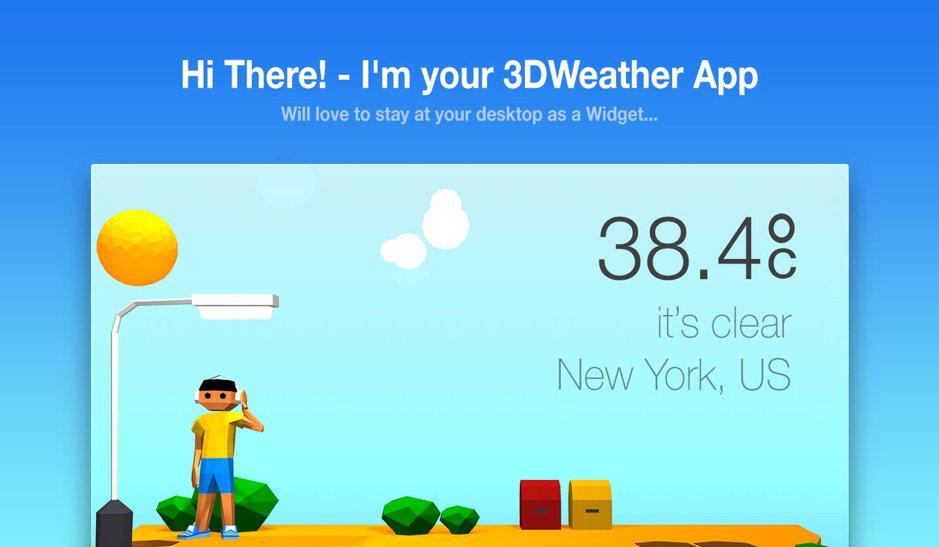 Hi There! - I'm your 3DWeather App
Will love to stay at your desktop as a Widget...
38.4°C
it's clear
New York, US